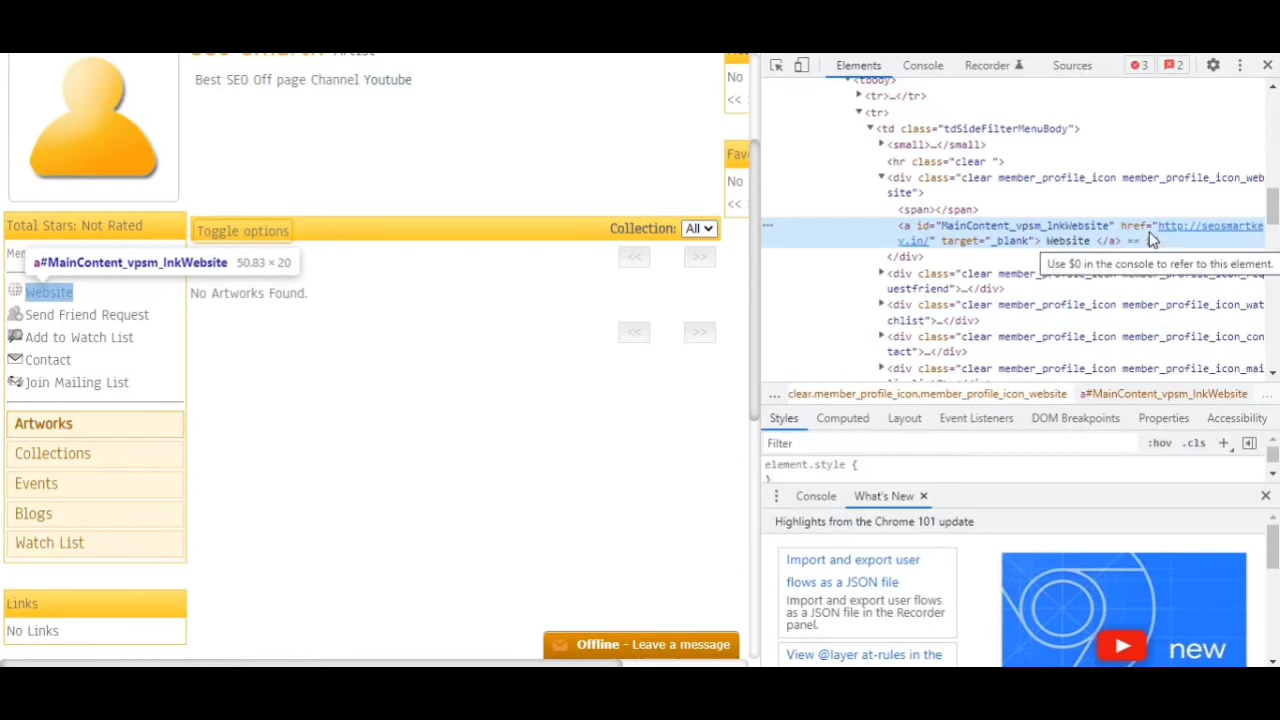 Artist
Best SEO Off page Channel Youtube
No
<<
Total Stars: Not Rated
Toggle options
Collection: All
Fav
No
<<
a#MainContent_vpsm_lnkWebsite 50.83 × 20
<<
>>
Website
No Artworks Found.
Send Friend Request
Add to Watch List
<<
>>
Contact
Join Mailing List
Artworks
Collections
Events
Blogs
Watch List
Links
No Links
Offline - Leave a message
Elements
Console
Recorder
Sources
3
2
<tbody>
<tr>…</tr>
<tr>
<td class="tdSideFilterMenuBody">
<small>…</small>
<hr class="clear ">
<div class="clear member_profile_icon member_profile_icon_web
site">
<span></span>
<a id="MainContent_vpsm_lnkWebsite" href="http://seosmartke
y.in/" target="_blank"> Website </a> ==
</div>
Use $0 in the console to refer to this element.
questfriend">…</div>
<div class="clear member_profile_icon member_profile_icon_wat
chlist">…</div>
<div class="clear member_profile_icon member_profile_icon_con
tact">…</div>
<div class="clear member_profile_icon member_profile_icon_mai
… clear.member_profile_icon.member_profile_icon_website a#MainContent_vpsm_lnkWebsite …
Styles
Computed
Layout
Event Listeners
DOM Breakpoints
Properties
Accessibility
Filter
:hov .cls +
element.style {
}
Console
What's New ×
Highlights from the Chrome 101 update
Import and export user
flows as a JSON file
Import and export user flows
as a JSON file in the Recorder
panel.
View @layer at-rules in the
new